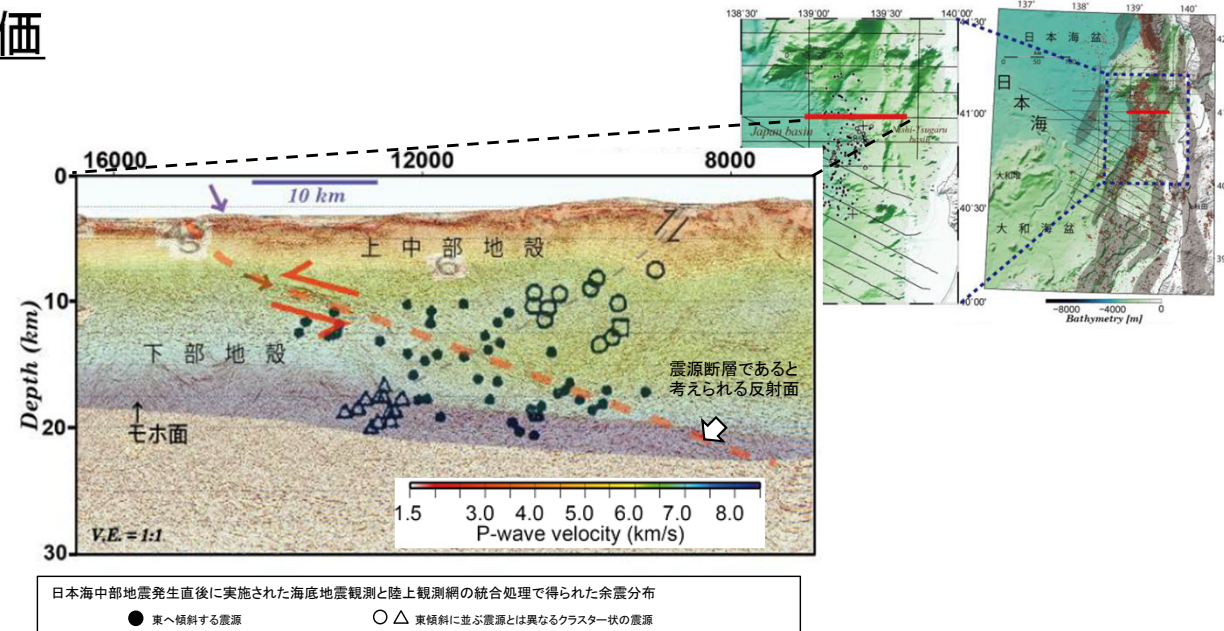 価
138°30'
139°00'
139°30'
140°00'
137°
138°
139°
140°
日本海盆
日本海
大和海盆
Japan basin
Nishi-Tsugaru
basin
41°00'
40°30'
40°00'
−8000
−4000
0
Bathymetry [m]
16000
12000
8000
0
10 km
上中部地殻
10
下部地殻
震源断層であると
考えられる反射面
Depth (km)
20
モホ面
1.5
3.0
4.0
5.0
6.0
7.0
8.0
P-wave velocity (km/s)
V.E. = 1:1
30
日本海中部地震発生直後に実施された海底地震観測と陸上観測網の統合処理で得られた余震分布
● 東へ傾斜する震源
○ △ 東傾斜に並ぶ震源とは異なるクラスター状の震源